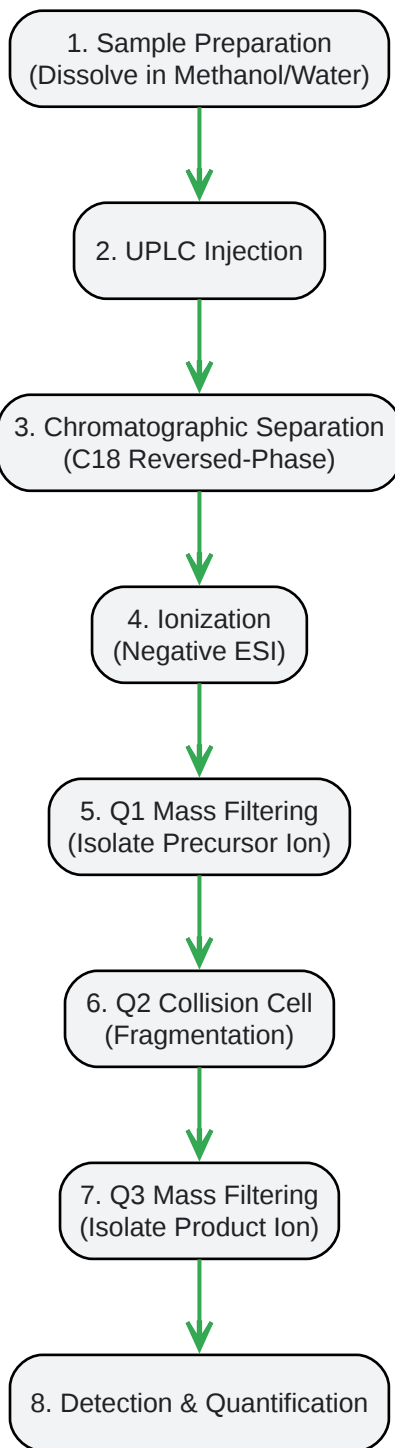 1. Sample Preparation
(Dissolve in Methanol/Water)
2. UPLC Injection
3. Chromatographic Separation
(C18 Reversed-Phase)
4. Ionization
(Negative ESI)
5. Q1 Mass Filtering
(Isolate Precursor Ion)
6. Q2 Collision Cell
(Fragmentation)
7. Q3 Mass Filtering
(Isolate Product Ion)
8. Detection & Quantification